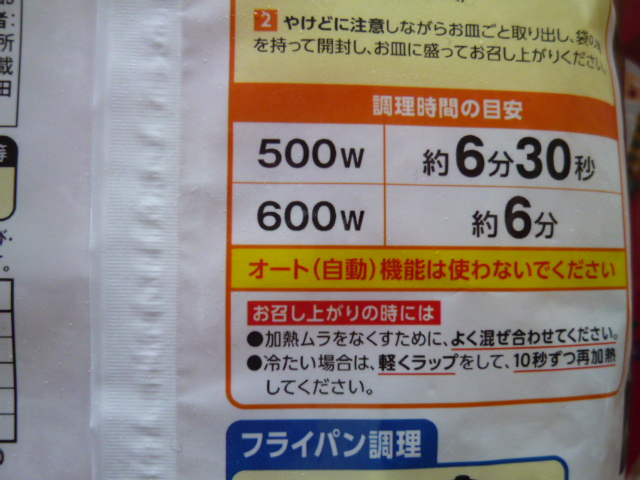 者:
所
蔵
田
等
2 やけどに注意しながらお皿ごと取り出し、袋の
を持って開封し、お皿に盛ってお召し上がりください。
調理時間の目安
500W 約6分30秒
600W 約6分
オート(自動)機能は使わないでください
お召し上がりの時には
●加熱ムラをなくすために、よく混ぜ合わせてください。
●冷たい場合は、軽くラップをして、10秒ずつ再加熱
してください。
フライパン調理